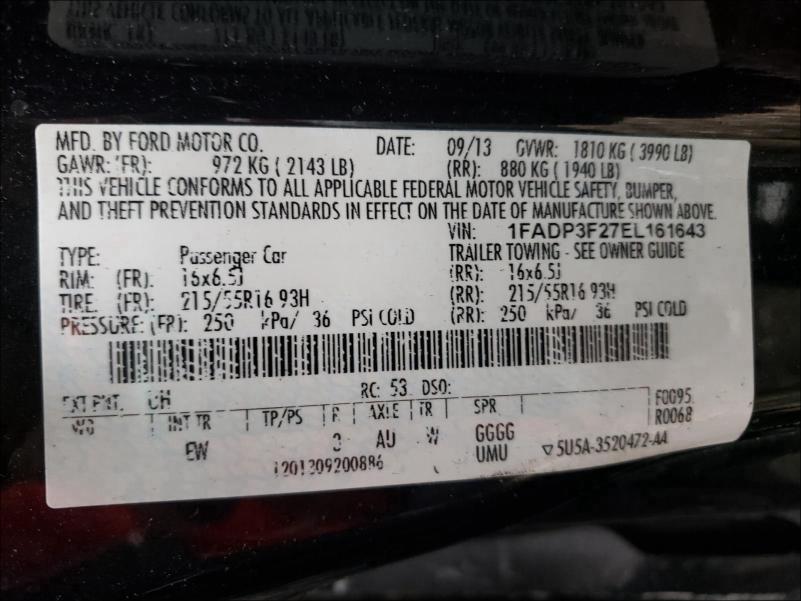 MFD. BY FORD MOTOR CO. DATE: 09/13 GVWR: 1810 KG ( 3990 LB)
GAWR: (FR): 972 KG ( 2143 LB) (RR): 880 KG ( 1940 LB)
THIS VEHICLE CONFORMS TO ALL APPLICABLE FEDERAL MOTOR VEHICLE SAFETY, BUMPER,
AND THEFT PREVENTION STANDARDS IN EFFECT ON THE DATE OF MANUFACTURE SHOWN ABOVE.
VIN: 1FADP3F27EL161643
TYPE: Passenger Car TRAILER TOWING - SEE OWNER GUIDE
RIM: (FR): 16x6.5J (RR): 16x6.5J
TIRE: (FR): 215/55R16 93H (RR): 215/55R16 93H
PRESSURE: (FR): 250 kPa/ 36 PSI COLD (RR): 250 kPa/ 36 PSI COLD
RC: 53 DSO:
EXT PNT:
INT TR TP/PS R AXLE TR SPR F0095
R0068
EW AU W GGGG
UMU ▽5U5A-3520472-AA
1201309200886